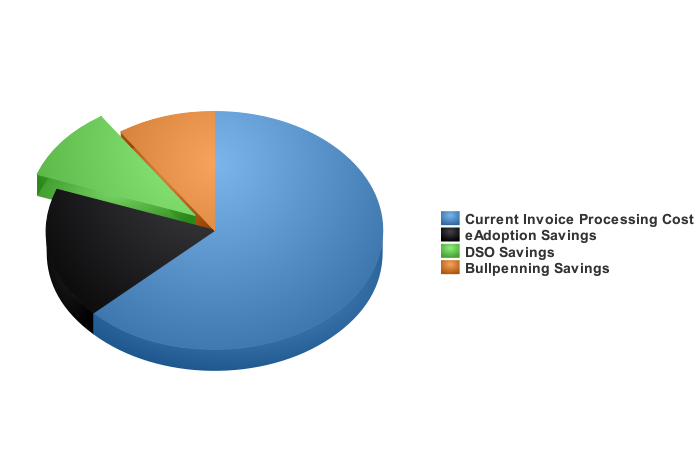 Current Invoice Processing Cost
eAdoption Savings
DSO Savings
Bullpenning Savings